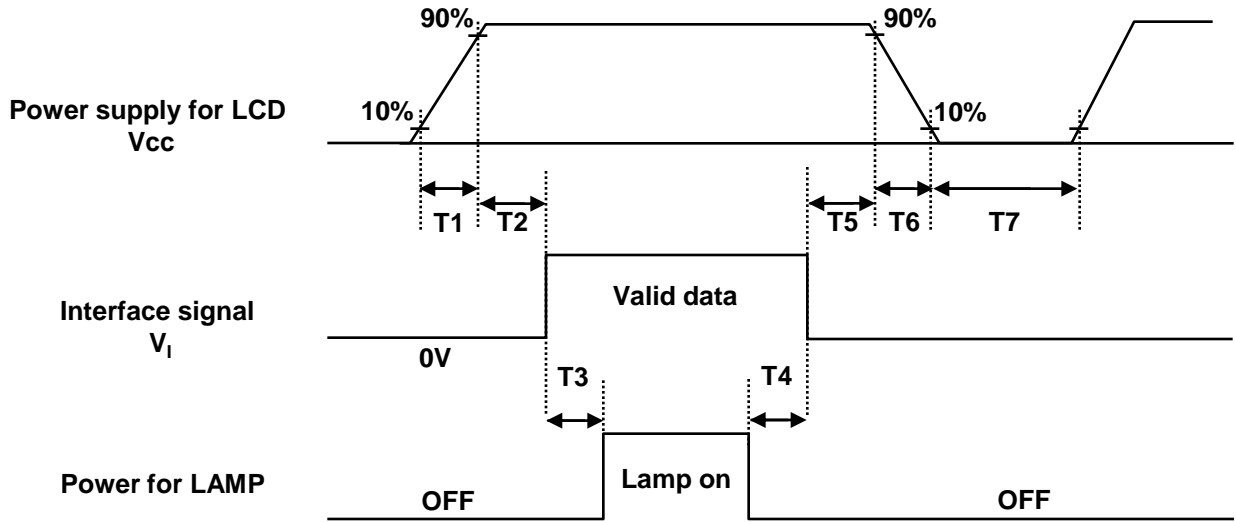 90%
90%
Power supply for LCD
Vcc
10%
10%
T1
T2
T5
T6
T7
Interface signal
VI
Valid data
0V
T3
T4
Power for LAMP
OFF
Lamp on
OFF